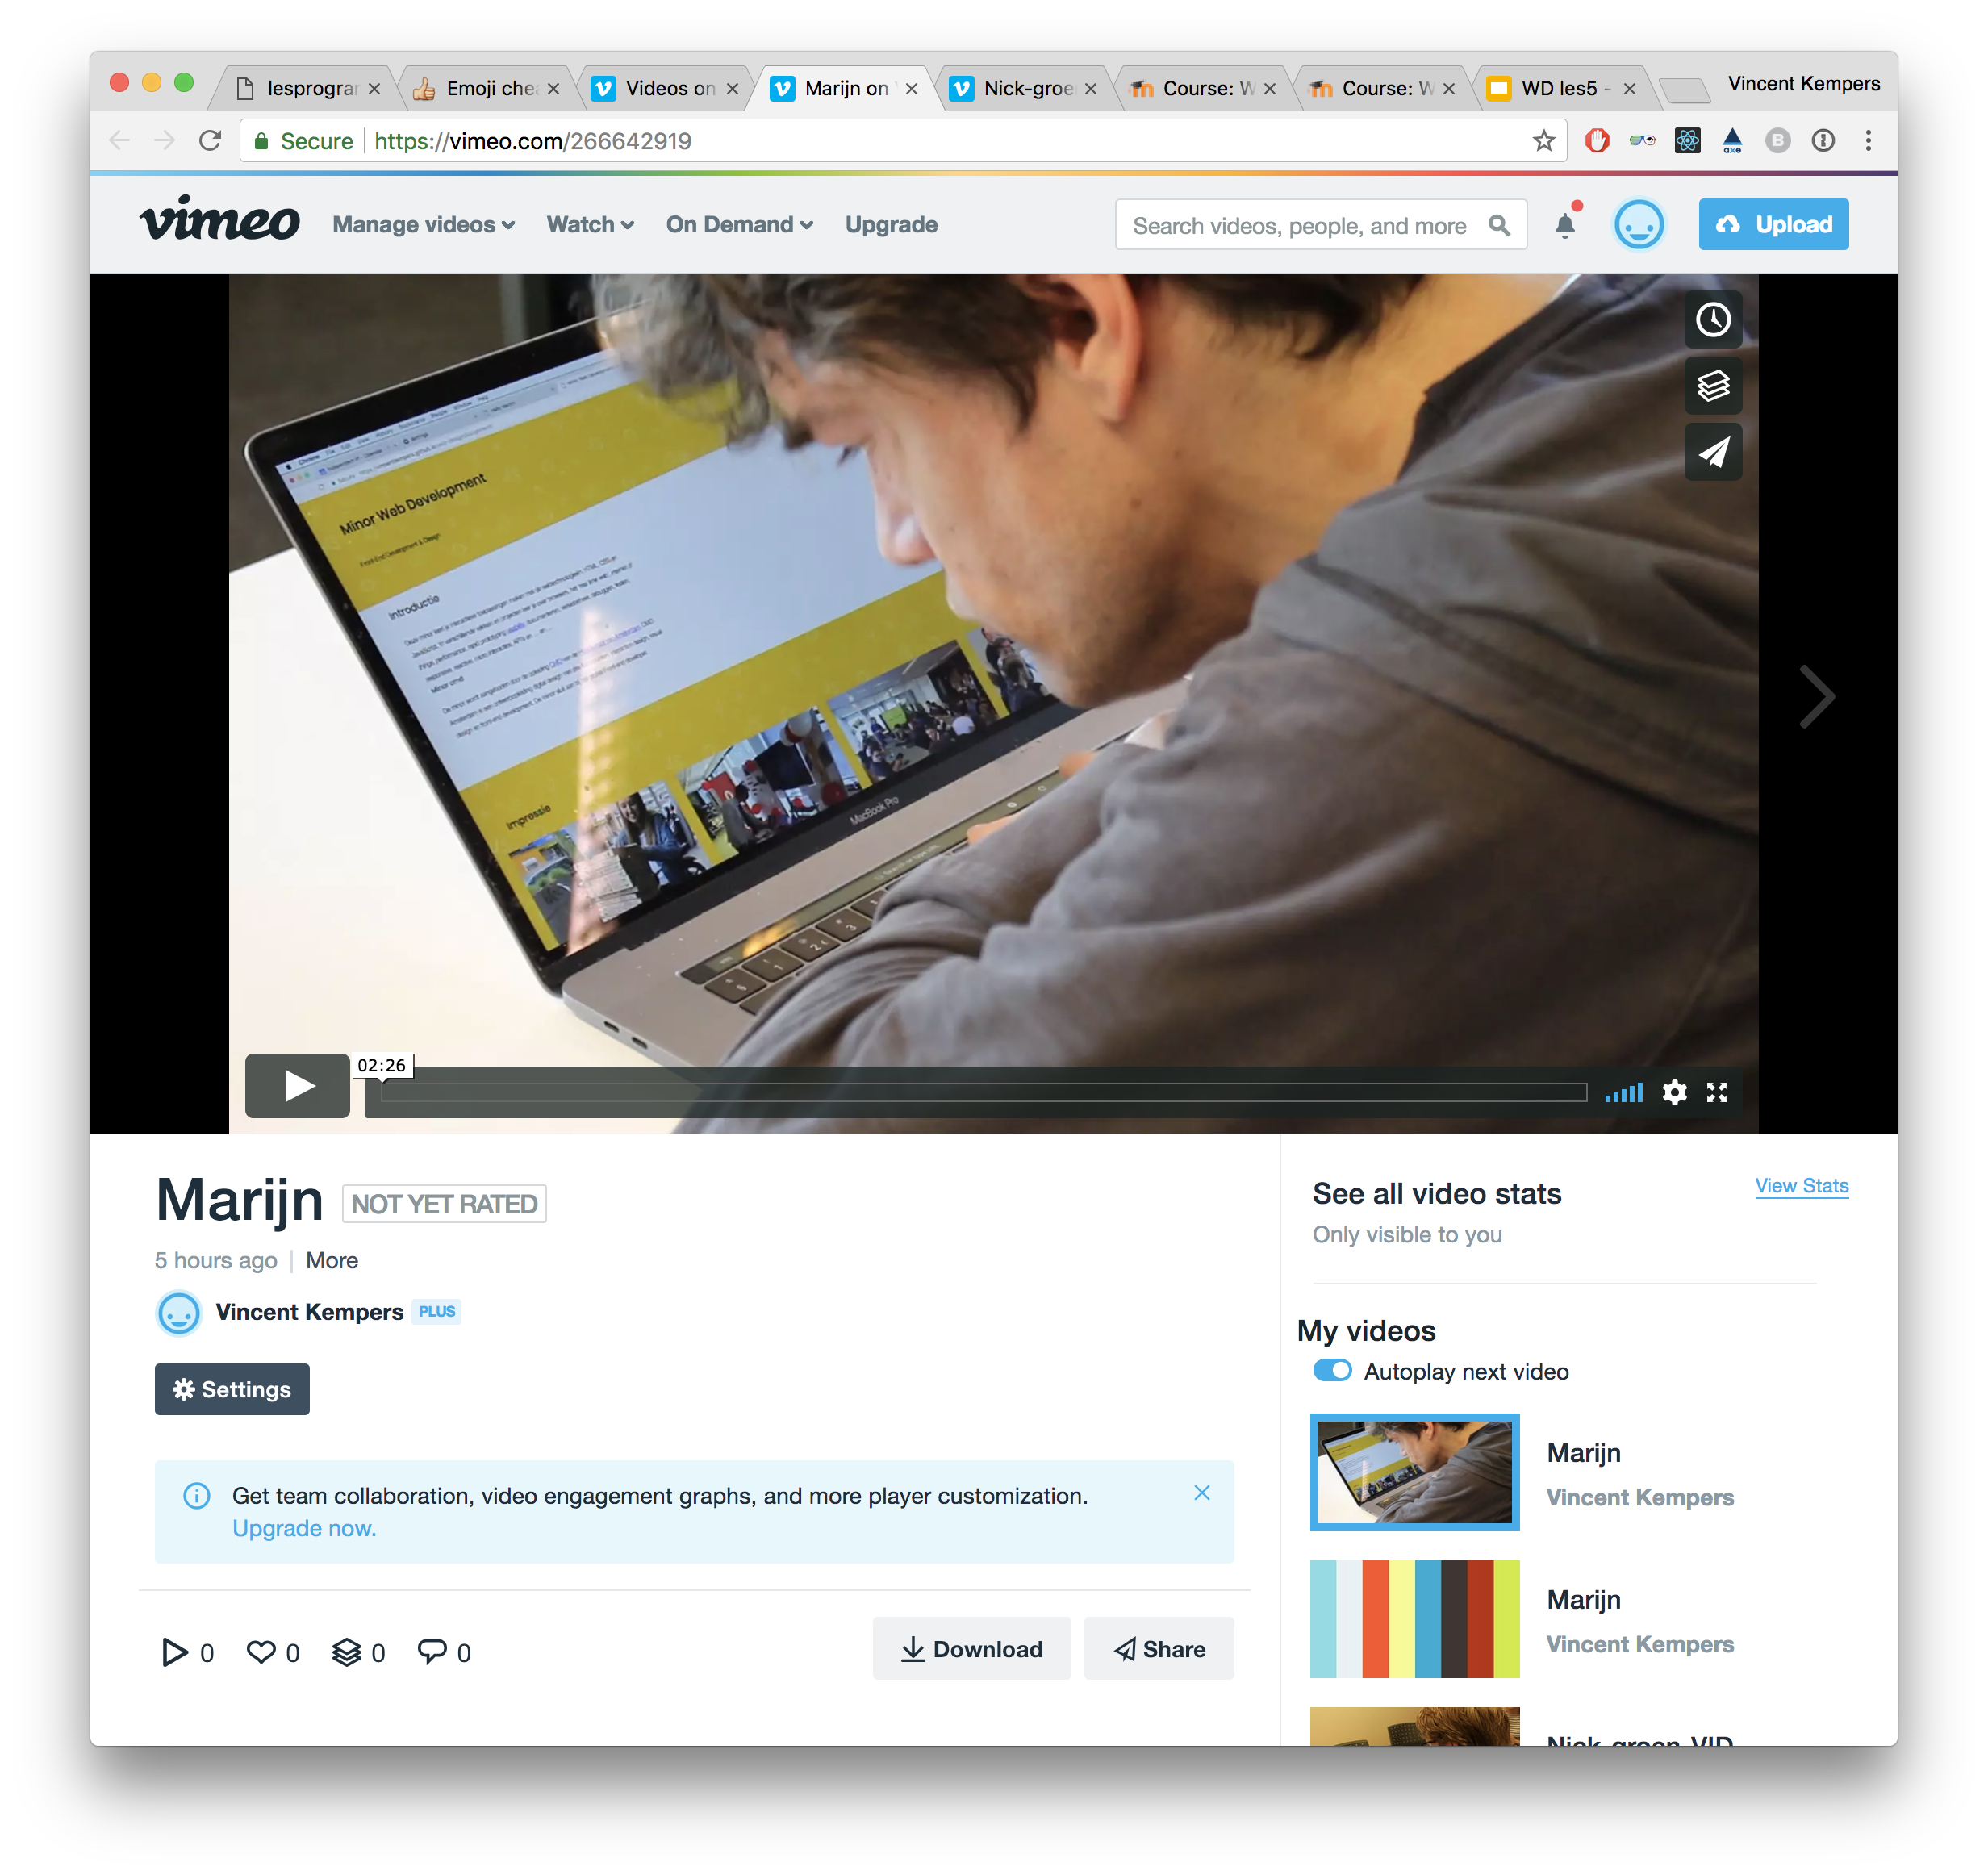 lesprograr
Emoji che
Videos on
Marijn on
Nick-groe
Course: W
Course: W
WD les5 -
Vincent Kempers
Secure
https://vimeo.com/266642919
vimeo
Manage videos
Watch
On Demand
Upgrade
Search videos, people, and more
Upload
Minor Web Development
Front-End Development & Design
Introductie
Impressie
MacBook Pro
02:26
Marijn
NOT YET RATED
5 hours ago
More
Vincent Kempers
PLUS
Settings
Get team collaboration, video engagement graphs, and more player customization.
Upgrade now.
0
0
0
0
Download
Share
See all video stats
View Stats
Only visible to you
My videos
Autoplay next video
Marijn
Vincent Kempers
Marijn
Vincent Kempers
Nick-groen VID